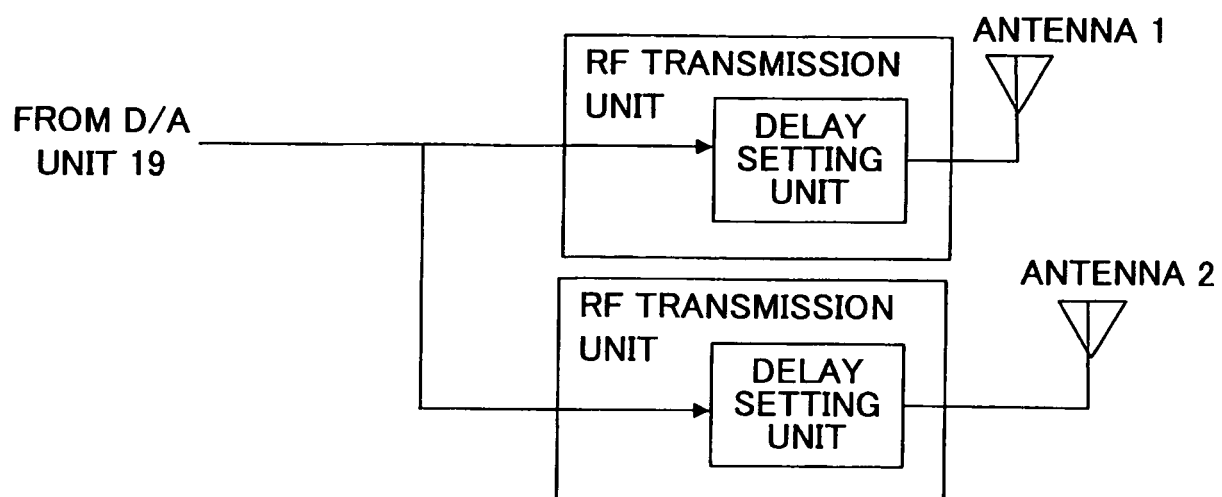 FROM D/A
UNIT 19
RF TRANSMISSION
UNIT
DELAY
SETTING
UNIT
ANTENNA 1
RF TRANSMISSION
UNIT
DELAY
SETTING
UNIT
ANTENNA 2